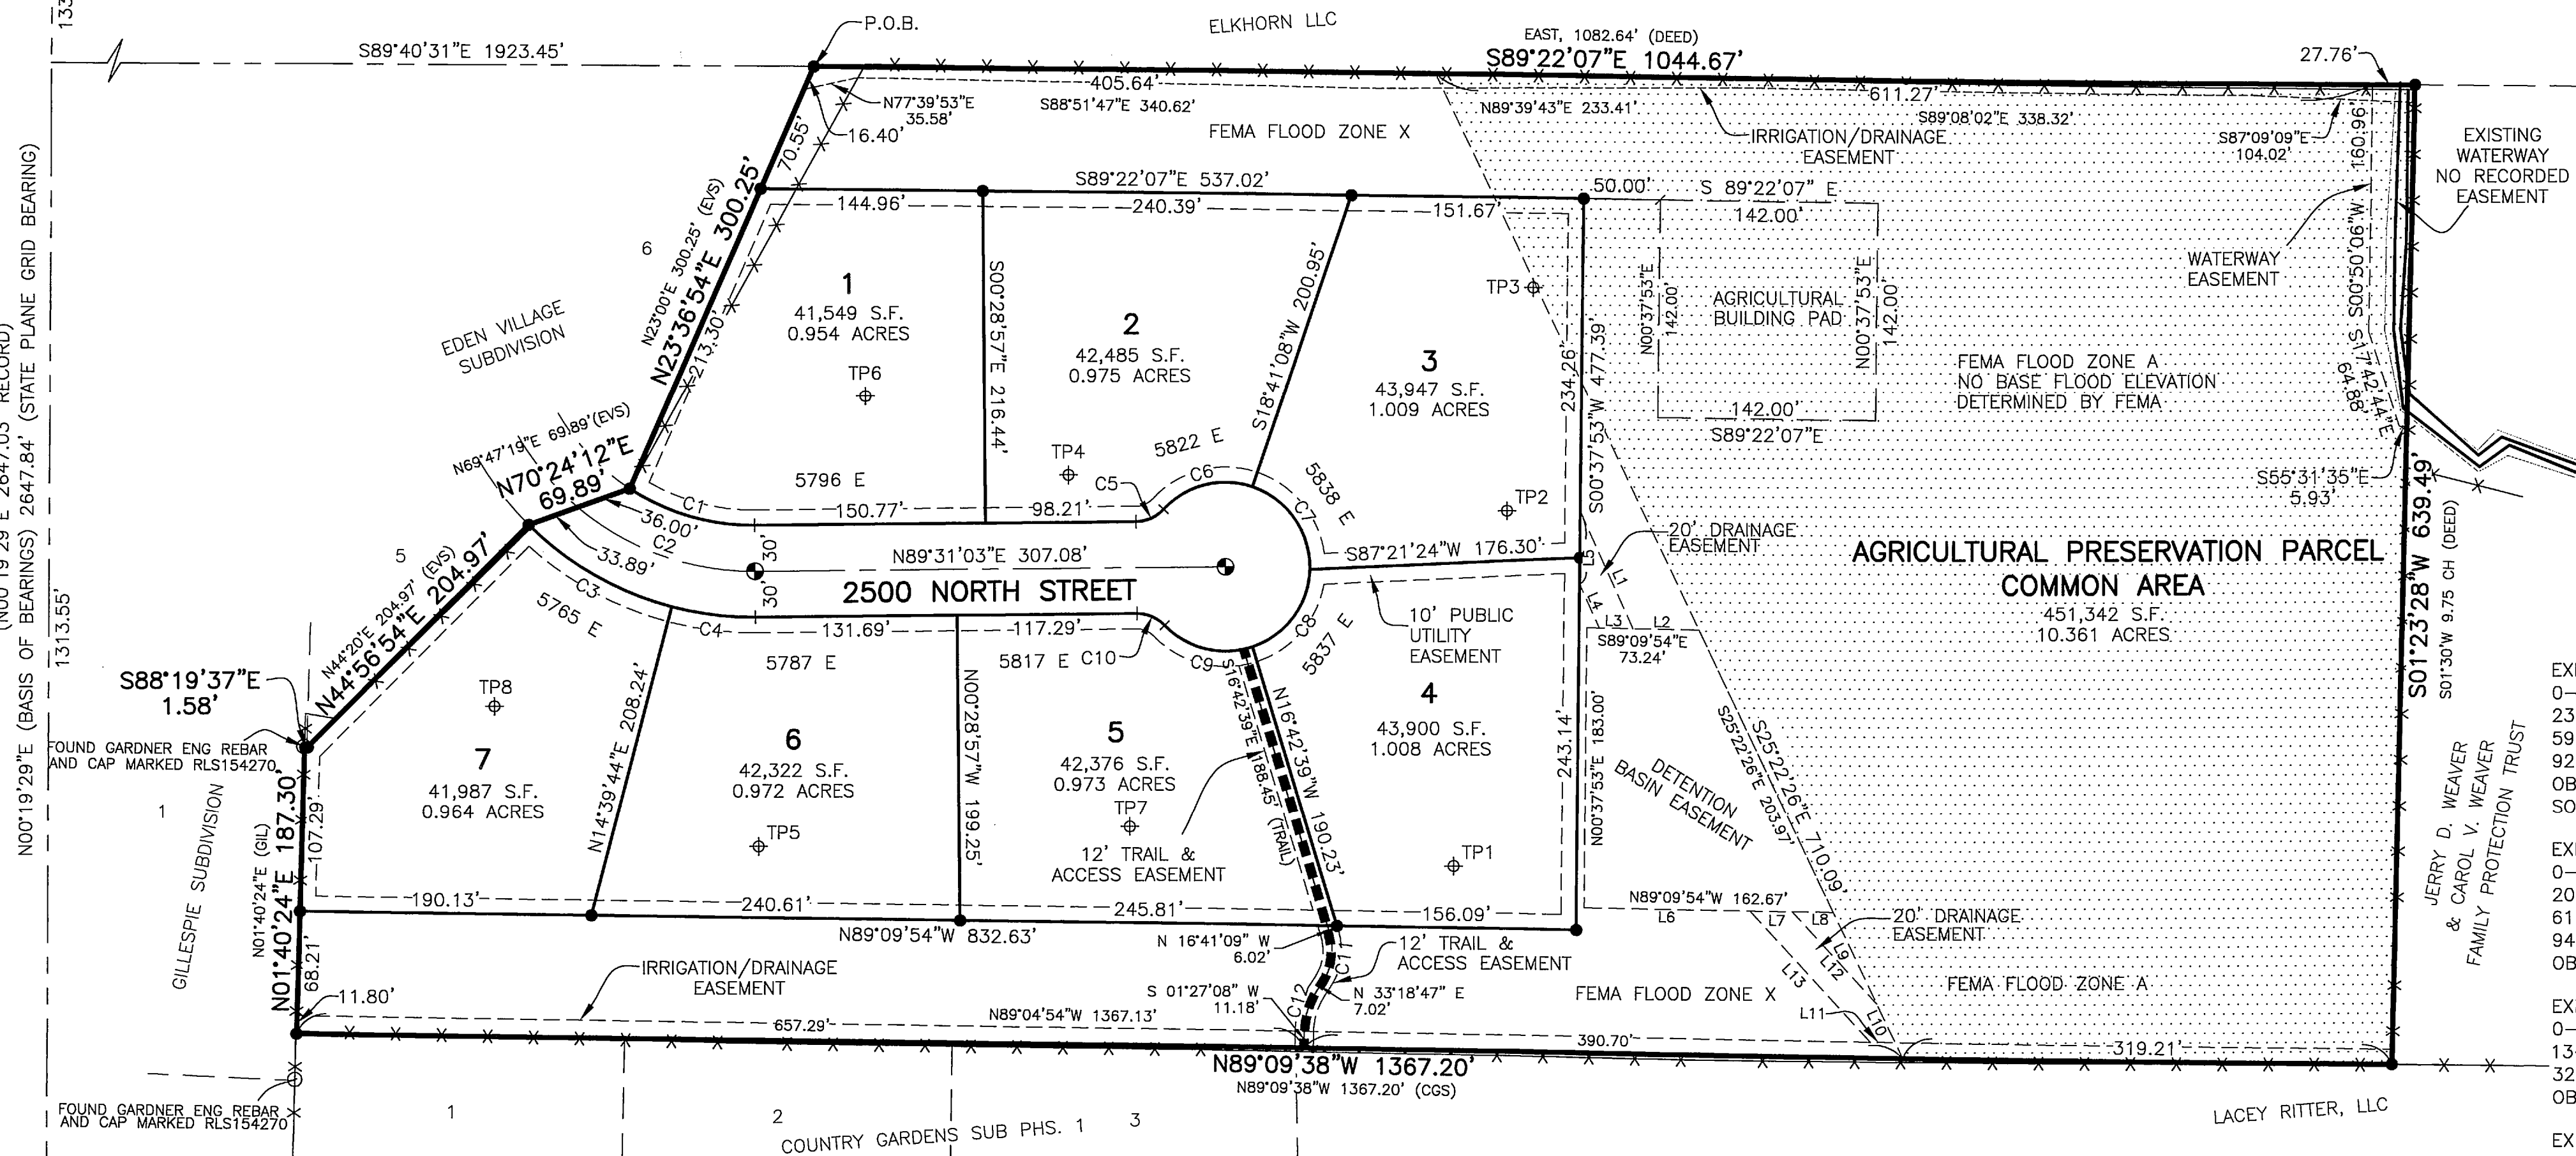 ELKHORN LLC
P.O.B.
S89°40'31"E 1923.45'
EAST, 1082.64' (DEED)
S89°22'07"E 1044.67'
27.76'
405.64'
611.27'
N77°39'53"E
35.58'
S88°51'47"E 340.62'
N89°39'43"E 233.41'
S89°08'02"E 338.32'
S87°09'09"E
104.02'
16.40'
70.55'
FEMA FLOOD ZONE X
IRRIGATION/DRAINAGE
EASEMENT
EXISTING
WATERWAY
NO RECORDED
EASEMENT
S89°22'07"E 537.02'
144.96'
240.39'
151.67'
50.00'
S 89°22'07" E
142.00'
N00°37'53"E
142.00'
AGRICULTURAL
BUILDING PAD
N00°37'53"E
142.00'
142.00'
S89°22'07"E
WATERWAY
EASEMENT
S00°50'06"W 160.96'
S17°42'44"E
64.88'
S55°31'35"E
5.93'
FEMA FLOOD ZONE A
NO BASE FLOOD ELEVATION
DETERMINED BY FEMA
6
EDEN VILLAGE
SUBDIVISION
N23°00'E 300.25' (EVS)
N23°36'54"E 300.25'
213.30'
1
41,549 S.F.
0.954 ACRES
TP6
5796 E
S00°28'57"E 216.44'
2
42,485 S.F.
0.975 ACRES
TP4
5822 E
S18°41'08"W 200.95'
3
43,947 S.F.
1.009 ACRES
TP3
TP2
5838 E
234.26'
S00°37'53"W 477.39'
N69°47'19"E 69.89'(EVS)
N70°24'12"E
69.89'
36.00'
33.89'
C1
C2
C3
C4
C5
C6
C7
C8
C9
C10
150.77'
98.21'
30'
30'
N89°31'03"E 307.08'
2500 NORTH STREET
131.69'
117.29'
S87°21'24"W 176.30'
10' PUBLIC
UTILITY
EASEMENT
20' DRAINAGE
EASEMENT
L5
L1
L4
L3
L2
S89°09'54"E
73.24'
AGRICULTURAL PRESERVATION PARCEL
COMMON AREA
451,342 S.F.
10.361 ACRES
S01°23'28"W 639.49'
S01°30'W 9.75 CH (DEED)
JERRY D. WEAVER
& CAROL V. WEAVER
FAMILY PROTECTION TRUST
5
N44°20'E 204.97' (EVS)
N44°56'54"E 204.97'
5765 E
5787 E
5817 E
5837 E
S88°19'37"E
1.58'
FOUND GARDNER ENG REBAR
AND CAP MARKED RLS154270
1
GILLESPIE SUBDIVISION
N01°40'24"E (GIL)
N01°40'24"E 187.30'
107.29'
68.21'
11.80'
TP8
7
41,987 S.F.
0.964 ACRES
N14°39'44"E 208.24'
6
42,322 S.F.
0.972 ACRES
TP5
N00°28'57"W 199.25'
5
42,376 S.F.
0.973 ACRES
TP7
12' TRAIL &
ACCESS EASEMENT
S16°42'39"E 188.45' (TRAIL)
N16°42'39"W 190.23'
4
43,900 S.F.
1.008 ACRES
TP1
243.14'
N00°37'53"E 183.00'
DETENTION
BASIN EASEMENT
S25°22'26"E 203.97'
S25°22'26"E 710.09'
190.13'
240.61'
245.81'
156.09'
N89°09'54"W 832.63'
N 16°41'09" W
6.02'
12' TRAIL &
ACCESS EASEMENT
C11
C12
N 33°18'47" E
7.02'
S 01°27'08" W
11.18'
N89°09'54"W 162.67'
L6
L7
L8
L9
L12
L13
L11
L10
20' DRAINAGE
EASEMENT
FEMA FLOOD ZONE X
FEMA FLOOD ZONE A
IRRIGATION/DRAINAGE
EASEMENT
657.29'
N89°04'54"W 1367.13'
390.70'
319.21'
N89°09'38"W 1367.20'
N89°09'38"W 1367.20' (CGS)
FOUND GARDNER ENG REBAR
AND CAP MARKED RLS154270
1
2
3
COUNTRY GARDENS SUB PHS. 1
LACEY RITTER, LLC
N00°19'29"E (BASIS OF BEARINGS) 2647.84' (STATE PLANE GRID BEARING)
1313.55'